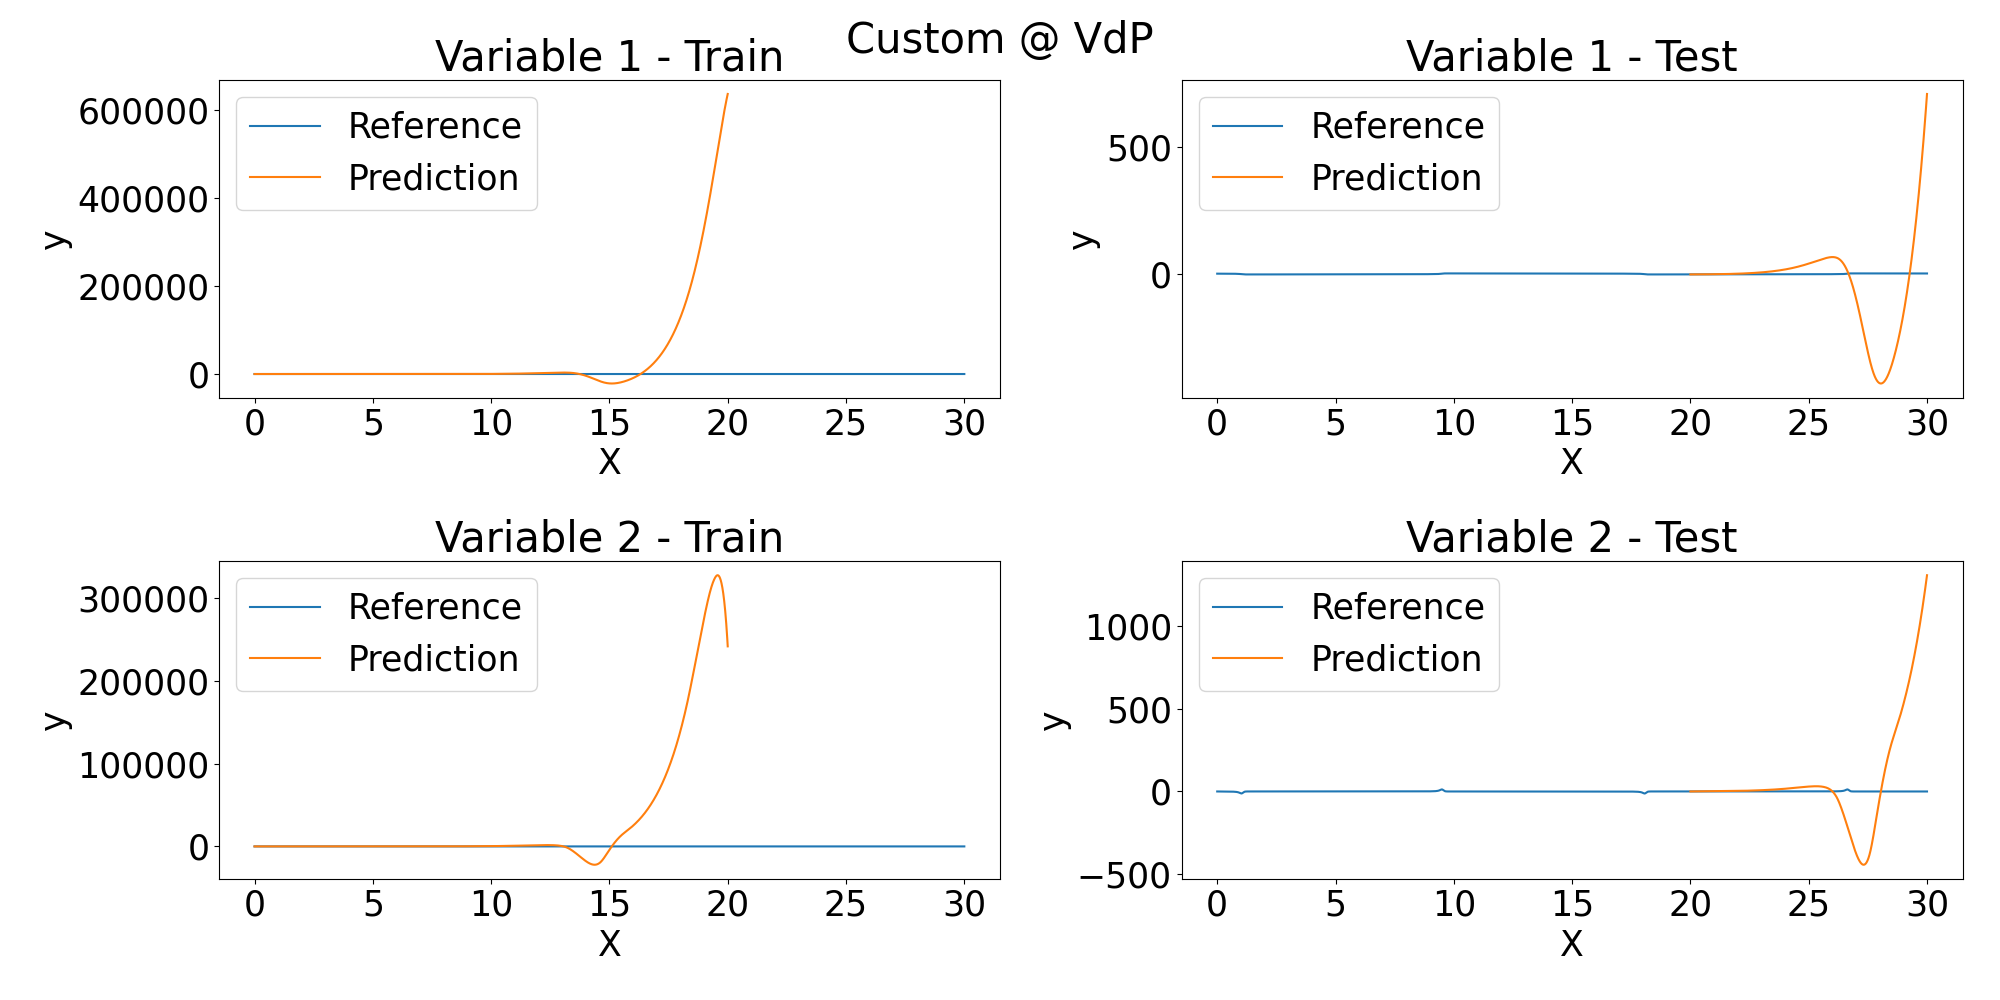 Custom @ VdP
Variable 1 - Train
600000
400000
200000
0
y
Reference
Prediction
0 5 10 15 20 25 30
X
Variable 1 - Test
500
0
y
Reference
Prediction
0 5 10 15 20 25 30
X
Variable 2 - Train
300000
200000
100000
0
y
Reference
Prediction
0 5 10 15 20 25 30
X
Variable 2 - Test
1000
500
0
−500
y
Reference
Prediction
0 5 10 15 20 25 30
X